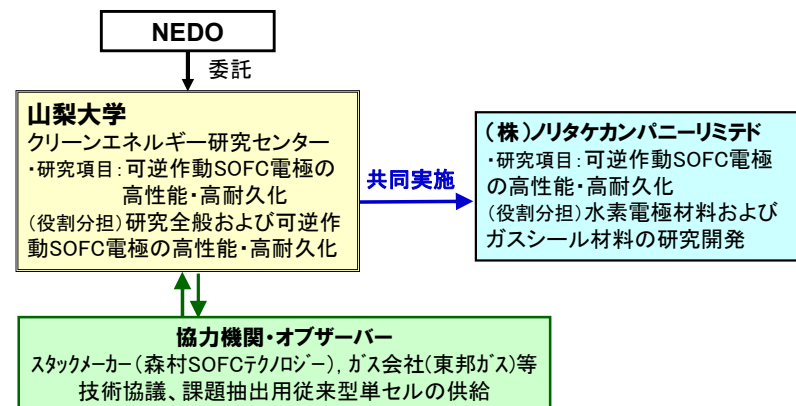 NEDO
委託
山梨大学
クリーンエネルギー研究センター
・研究項目：可逆作動SOFC電極の
高性能・高耐久化
（役割分担）研究全般および可逆作
動SOFC電極の高性能・高耐久化
共同実施
（株）ノリタケカンパニーリミテド
・研究項目：可逆作動SOFC電極
の高性能・高耐久化
（役割分担）水素電極材料および
ガスシール材料の研究開発
協力機関・オブザーバー
ｽﾀｯｸﾒｰｶｰ（森村SOFCﾃｸﾉﾛｼﾞｰ）, ｶﾞｽ会社（東邦ｶﾞｽ）等
技術協議、課題抽出用従来型単セルの供給